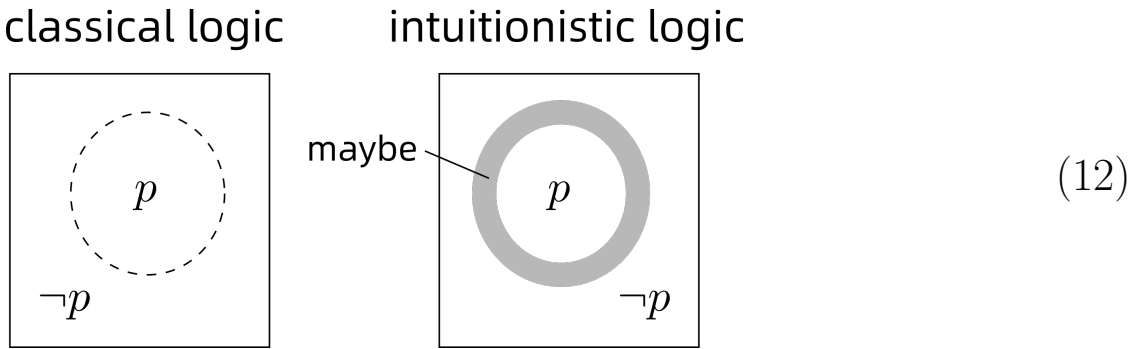 classical logic
intuitionistic logic
p
¬p
maybe
p
¬p
(12)